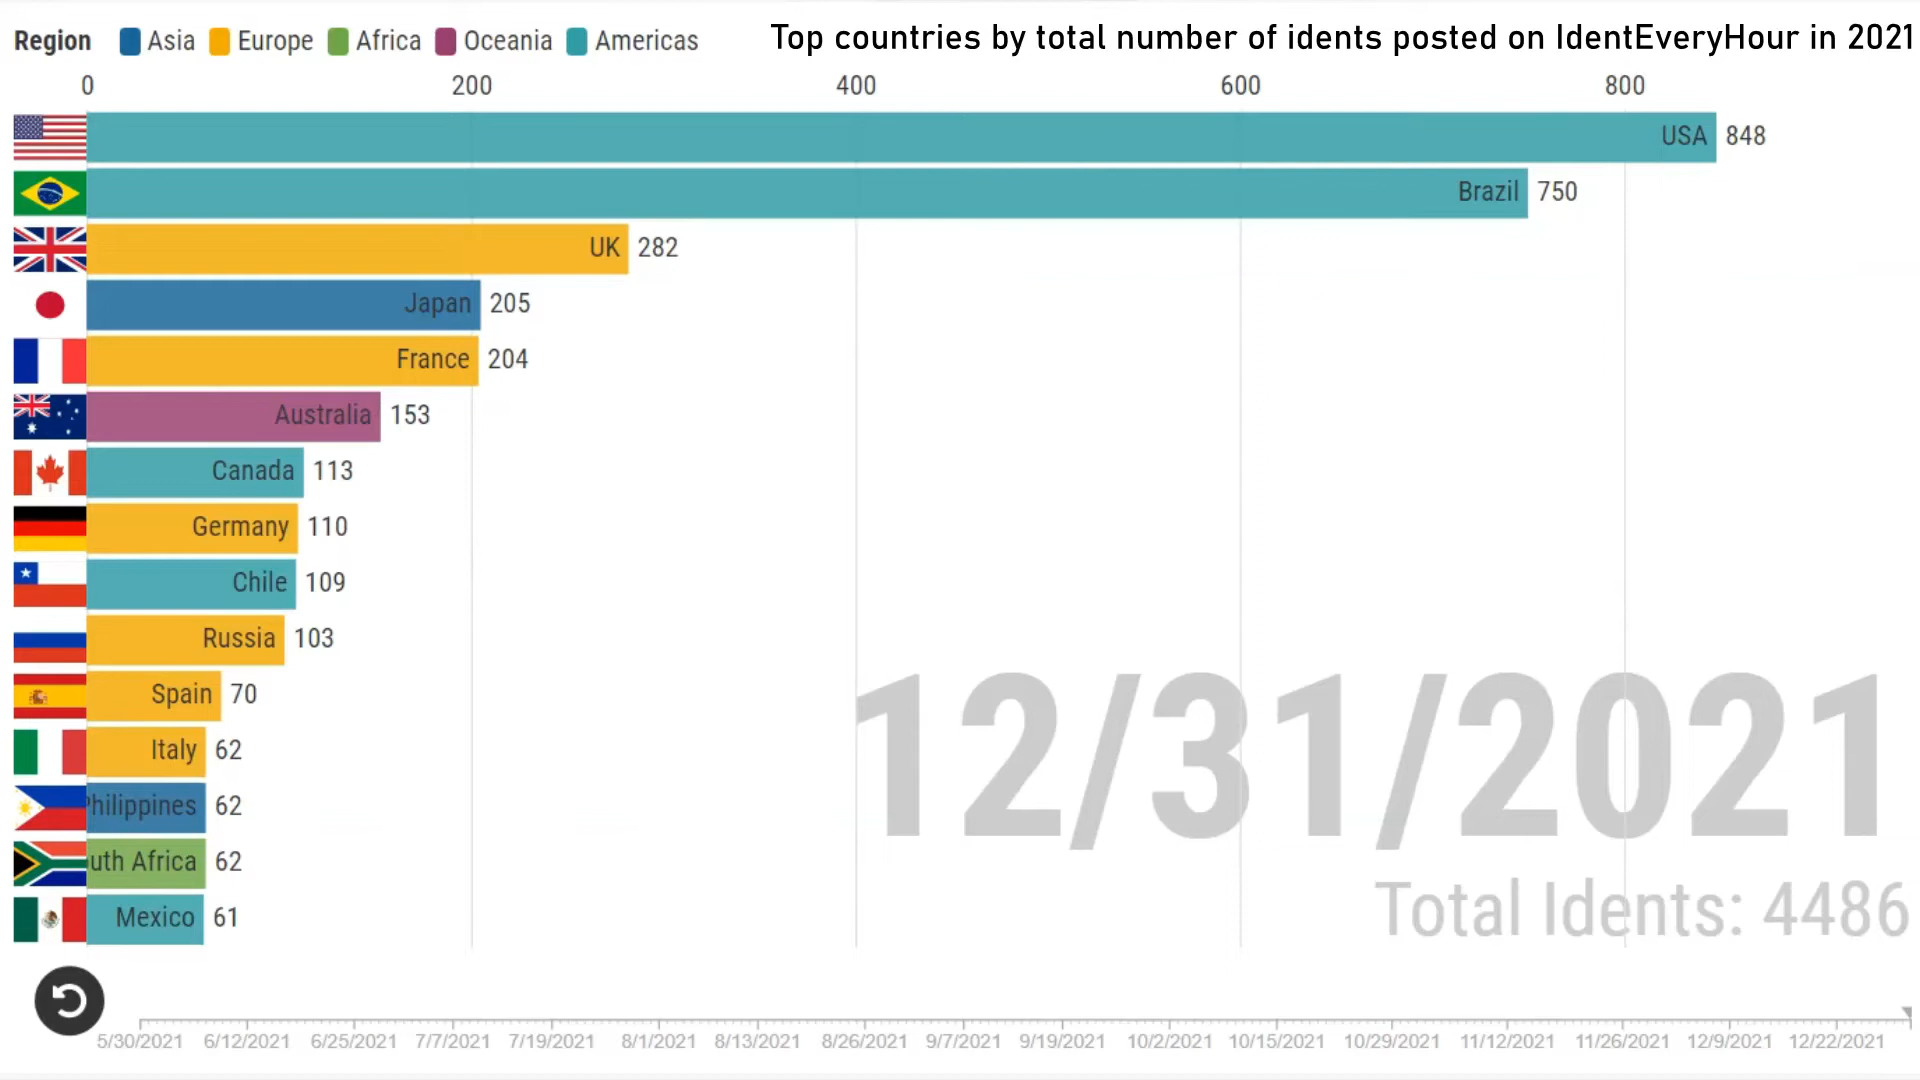 Region Asia Europe Africa Oceania Americas Top countries by total number of idents posted on IdentEveryHour in 2021
0 200 400 600 800
USA 848
Brazil 750
UK 282
Japan 205
France 204
Australia 153
Canada 113
Germany 110
Chile 109
Russia 103
Spain 70
Italy 62
Philippines 62
uth Africa 62
Mexico 61
12/31/2021
Total Idents: 4486
5/30/2021 6/12/2021 6/25/2021 7/7/2021 7/19/2021 8/1/2021 8/13/2021 8/26/2021 9/7/2021 9/19/2021 10/2/2021 10/15/2021 10/29/2021 11/12/2021 11/26/2021 12/9/2021 12/22/2021